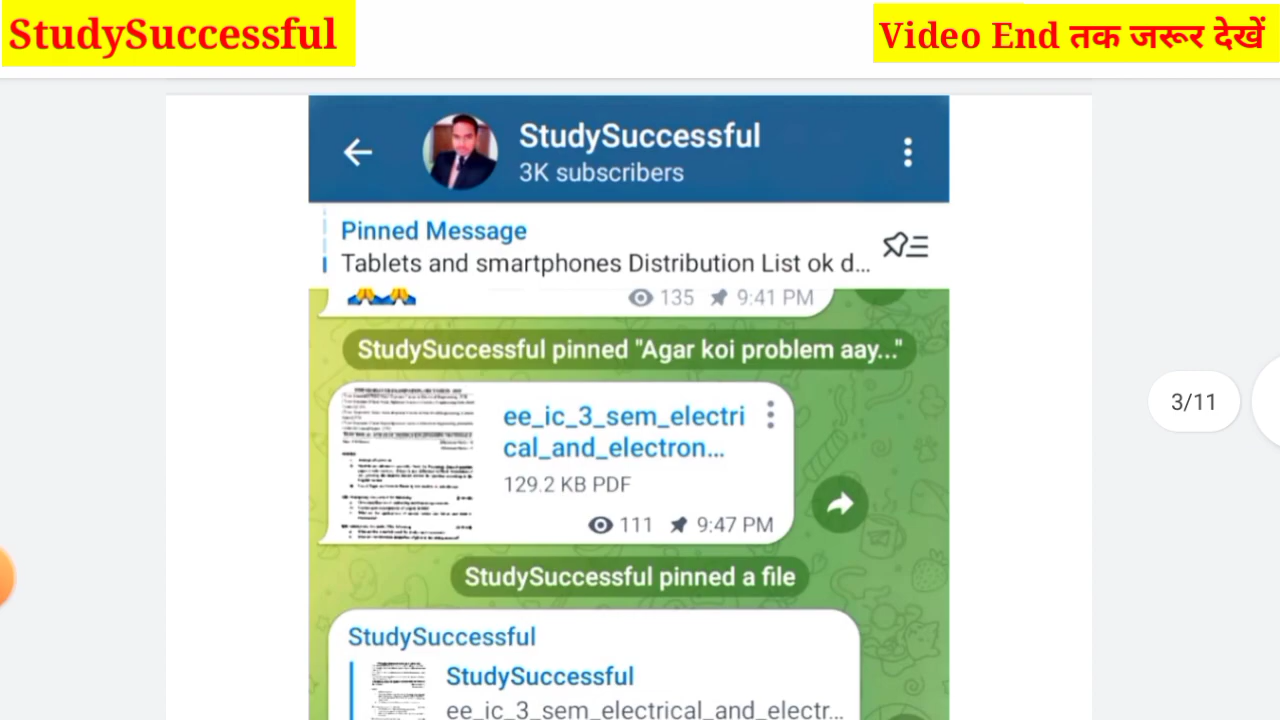 StudySuccessful
Video End तक जरूर देखें
StudySuccessful
3K subscribers
Pinned Message
Tablets and smartphones Distribution List ok d...
135 9:41 PM
StudySuccessful pinned "Agar koi problem aay..."
ee_ic_3_sem_electri
cal_and_electron...
129.2 KB PDF
111 9:47 PM
3/11
StudySuccessful pinned a file
StudySuccessful
StudySuccessful
ee_ic_3_sem_electrical_and_electr...